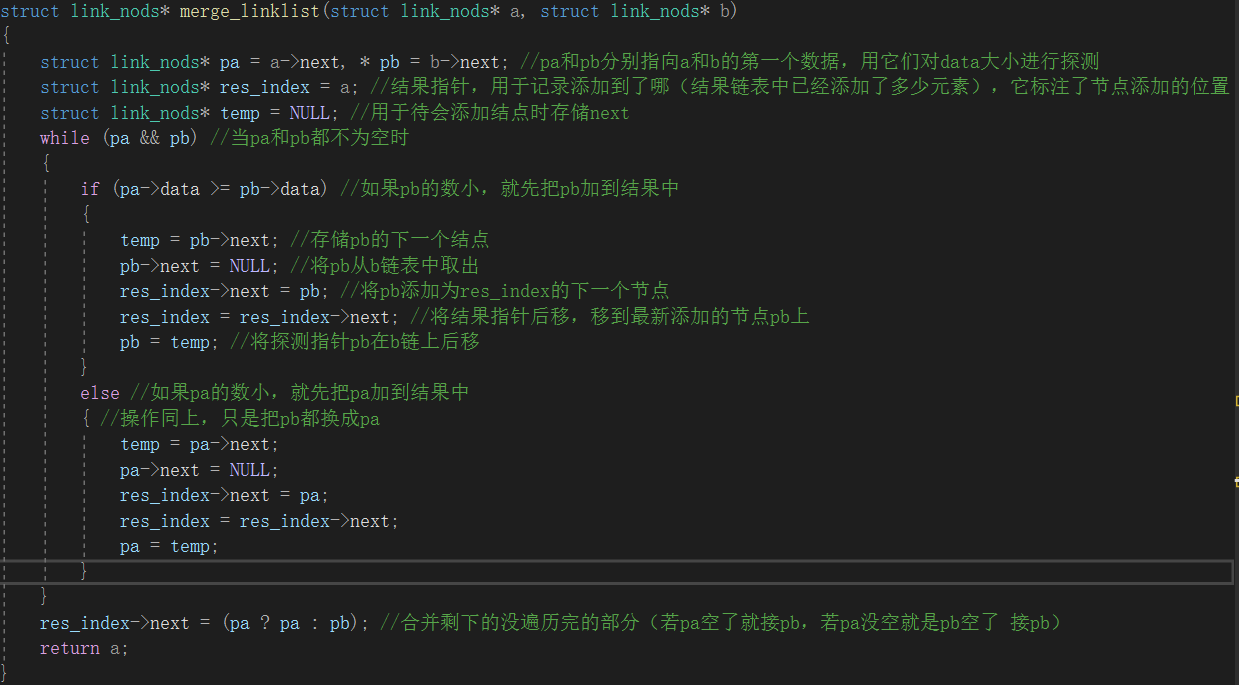 struct link_nods* merge_linklist(struct link_nods* a, struct link_nods* b)
{
struct link_nods* pa = a->next, * pb = b->next; //pa和pb分别指向a和b的第一个数据，用它们对data大小进行探测
struct link_nods* res_index = a; //结果指针，用于记录添加到了哪（结果链表中已经添加了多少元素），它标注了节点添加的位置
struct link_nods* temp = NULL; //用于待会添加结点时存储next
while (pa && pb) //当pa和pb都不为空时
{
if (pa->data >= pb->data) //如果pb的数小，就先把pb加到结果中
{
temp = pb->next; //存储pb的下一个结点
pb->next = NULL; //将pb从b链表中取出
res_index->next = pb; //将pb添加为res_index的下一个节点
res_index = res_index->next; //将结果指针后移，移到最新添加的节点pb上
pb = temp; //将探测指针pb在b链上后移
}
else //如果pa的数小，就先把pa加到结果中
{ //操作同上，只是把pb都换成pa
temp = pa->next;
pa->next = NULL;
res_index->next = pa;
res_index = res_index->next;
pa = temp;
}
}
res_index->next = (pa ? pa : pb); //合并剩下的没遍历完的部分（若pa空了就接pb，若pa没空就是pb空了 接pb）
return a;
}